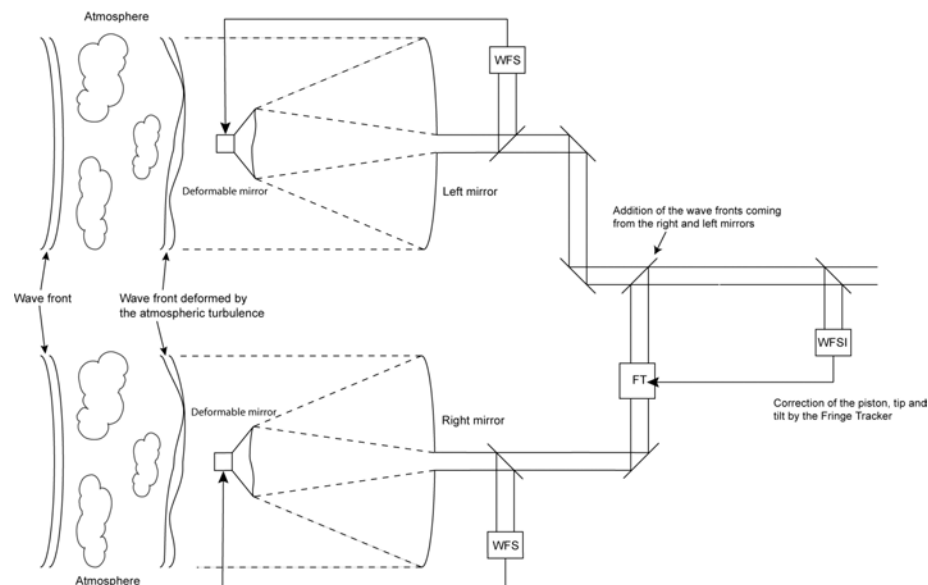 Atmosphere
WFS
Deformable mirror
Left mirror
Addition of the wave fronts coming
from the right and left mirrors
Wave front
Wave front deformed by
the atmospheric turbulence
WFSI
FT
Deformable mirror
Correction of the piston, tip and
tilt by the Fringe Tracker
Right mirror
WFS
Atmosphere